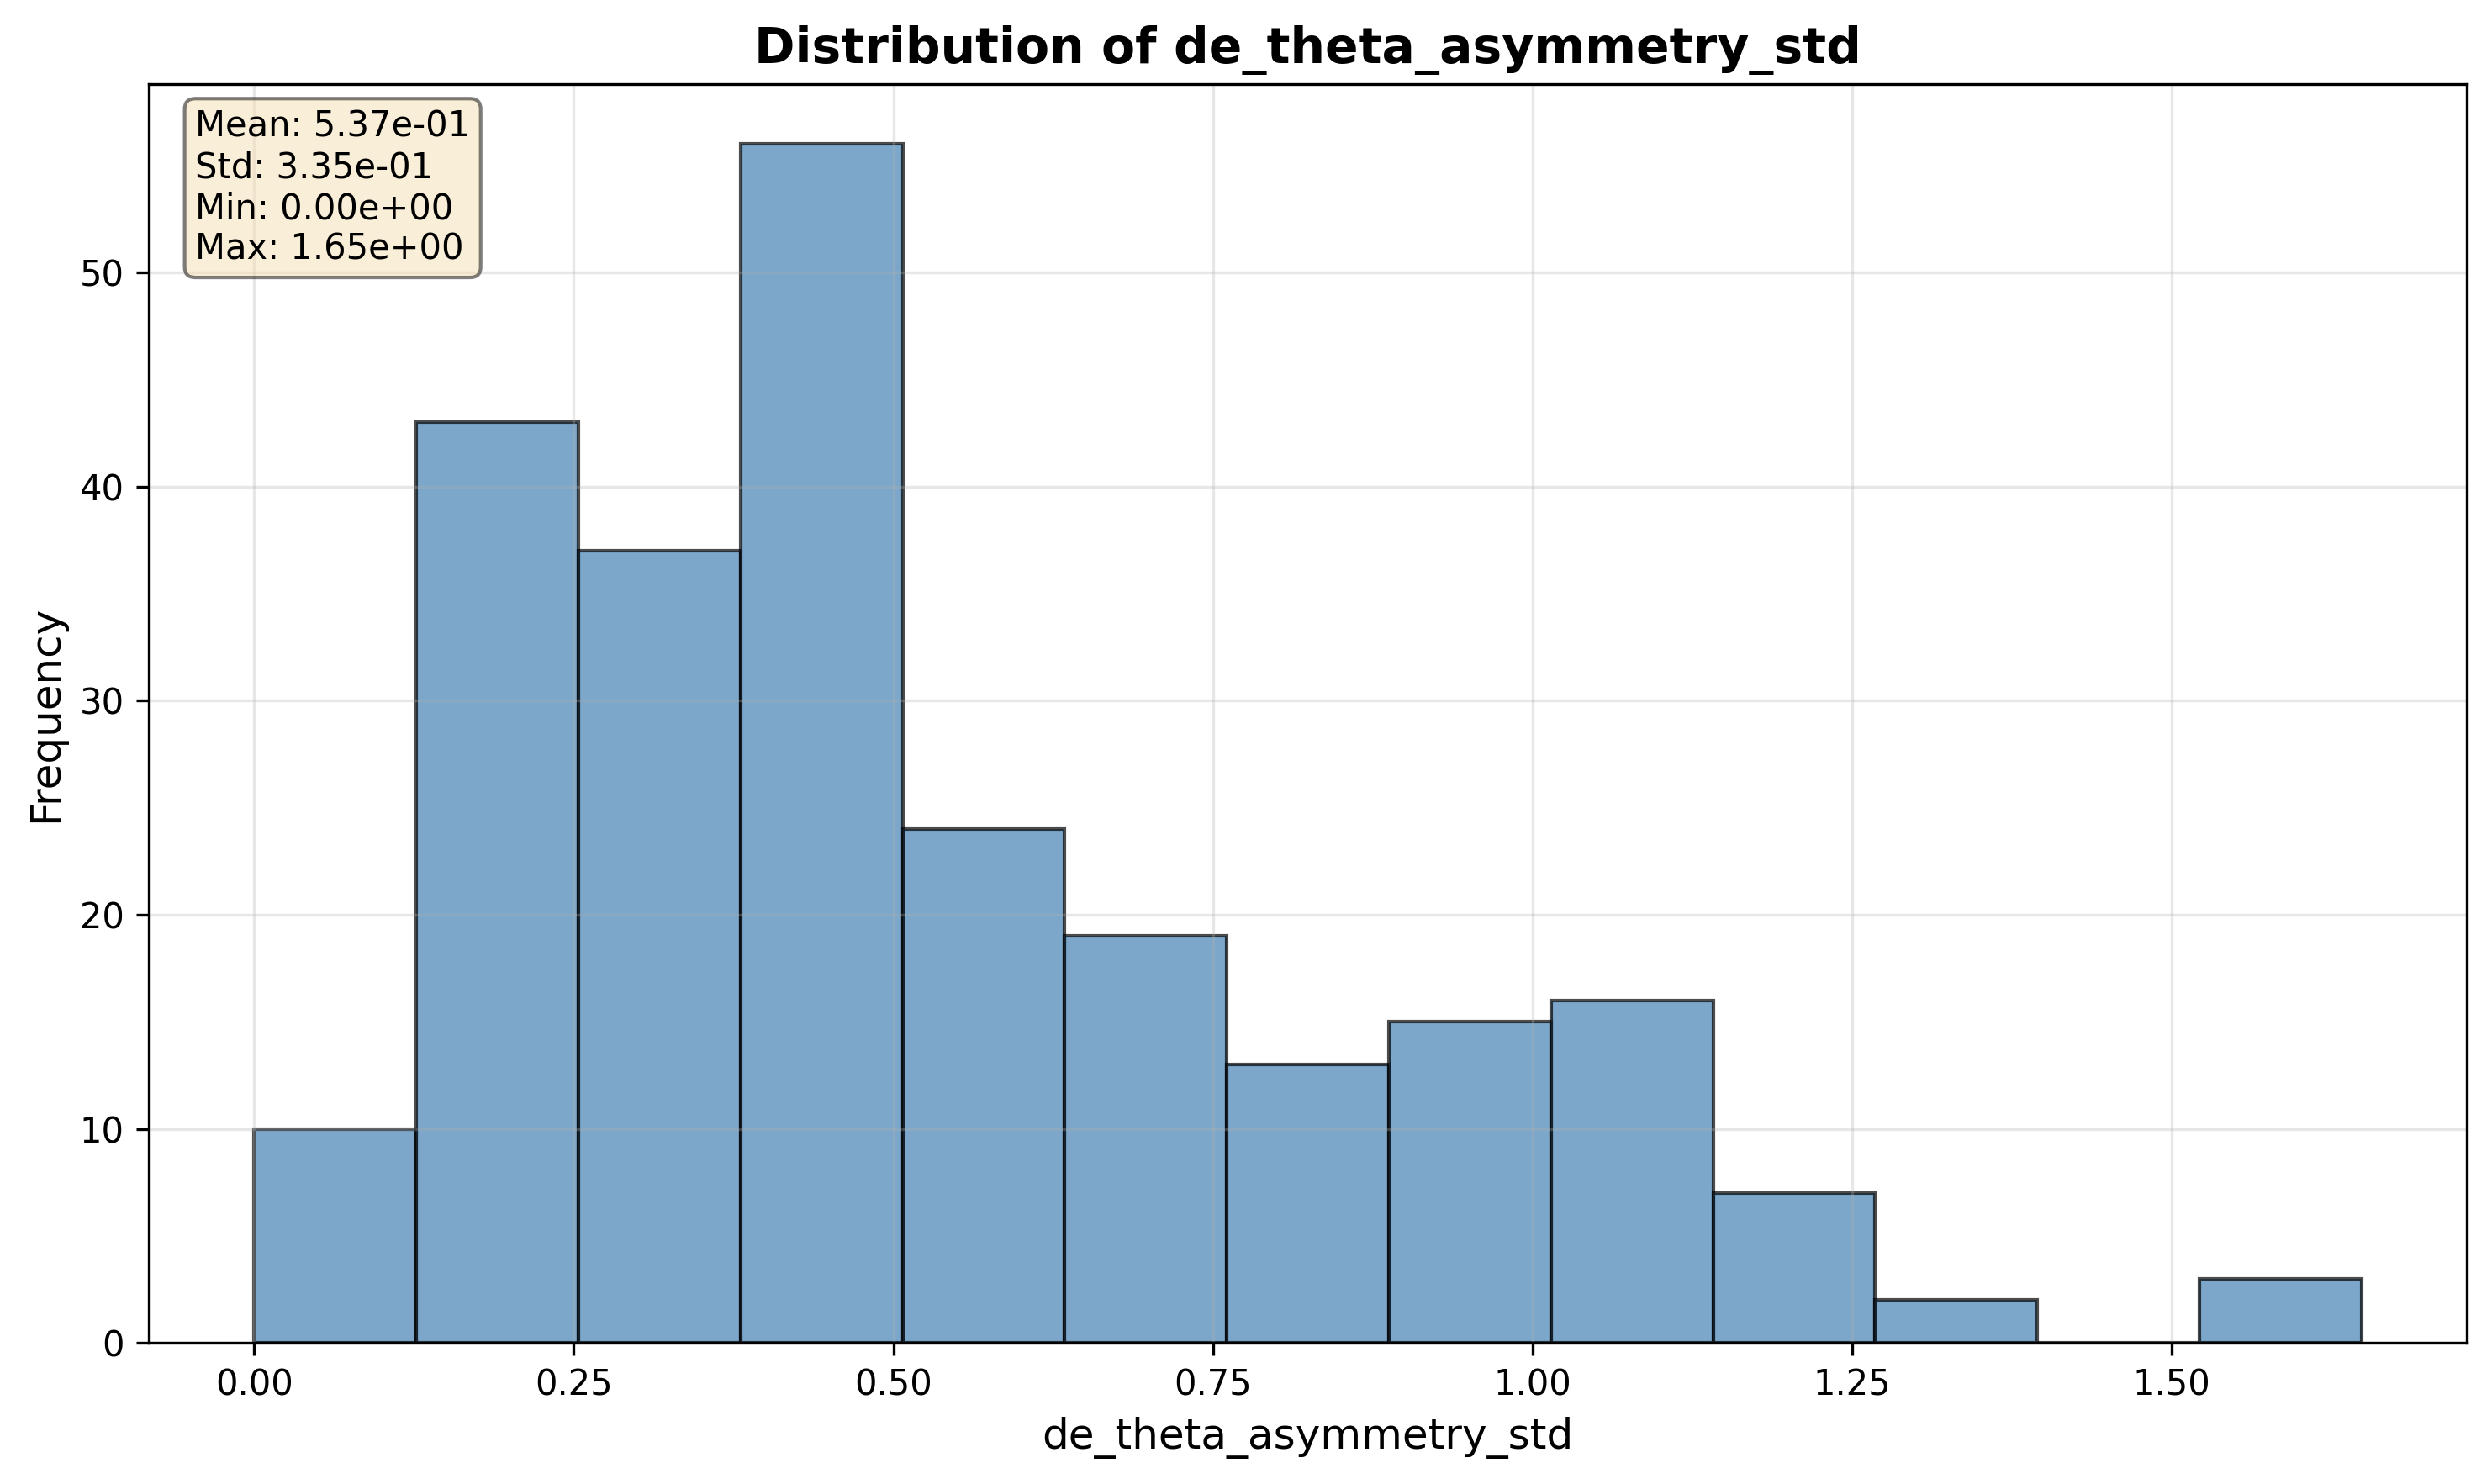 Distribution of de_theta_asymmetry_std
Mean: 5.37e-01
Std: 3.35e-01
Min: 0.00e+00
Max: 1.65e+00
50
40
30
20
10
0
Frequency
0.00 0.25 0.50 0.75 1.00 1.25 1.50
de_theta_asymmetry_std